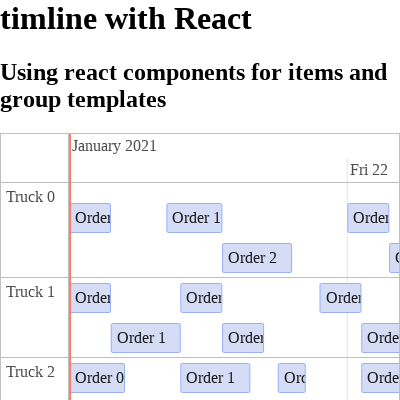 timline with React
Using react components for items and
group templates
January 2021
Fri 22
Truck 0
Order
Order 1
Order
Order 2
Truck 1
Order
Order
Order
Order 1
Order
Orde
Truck 2
Order 0
Order 1
Orde